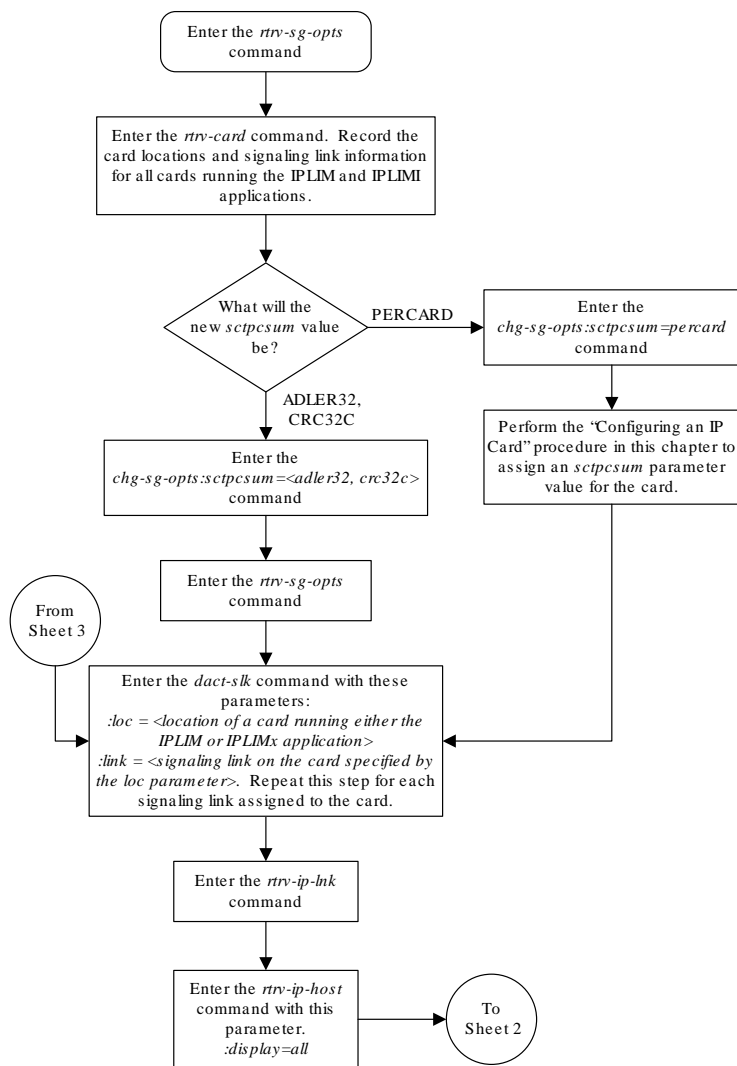 Enter the rtrv-sg-opts
command
Enter the rtrv-card command.  Record the
card locations and signaling link information
for all cards running the IPLIM and IPLIMI
applications.
What will the
new sctpcsum value
be?
PERCARD
Enter the
chg-sg-opts:sctpcsum=percard
command
ADLER32,
CRC32C
Perform the “Configuring an IP
Card” procedure in this chapter to
assign an sctpcsum parameter
value for the card.
Enter the
chg-sg-opts:sctpcsum=<adler32, crc32c>
command
Enter the rtrv-sg-opts
command
From
Sheet 3
Enter the dact-slk command with these
parameters:
:loc = <location of a card running either the
IPLIM or IPLIMx application>
:link = <signaling link on the card specified by
the loc parameter>.  Repeat this step for each
signaling link assigned to the card.
Enter the rtrv-ip-lnk
command
Enter the rtrv-ip-host
command with this
parameter.
:display=all
To
Sheet 2